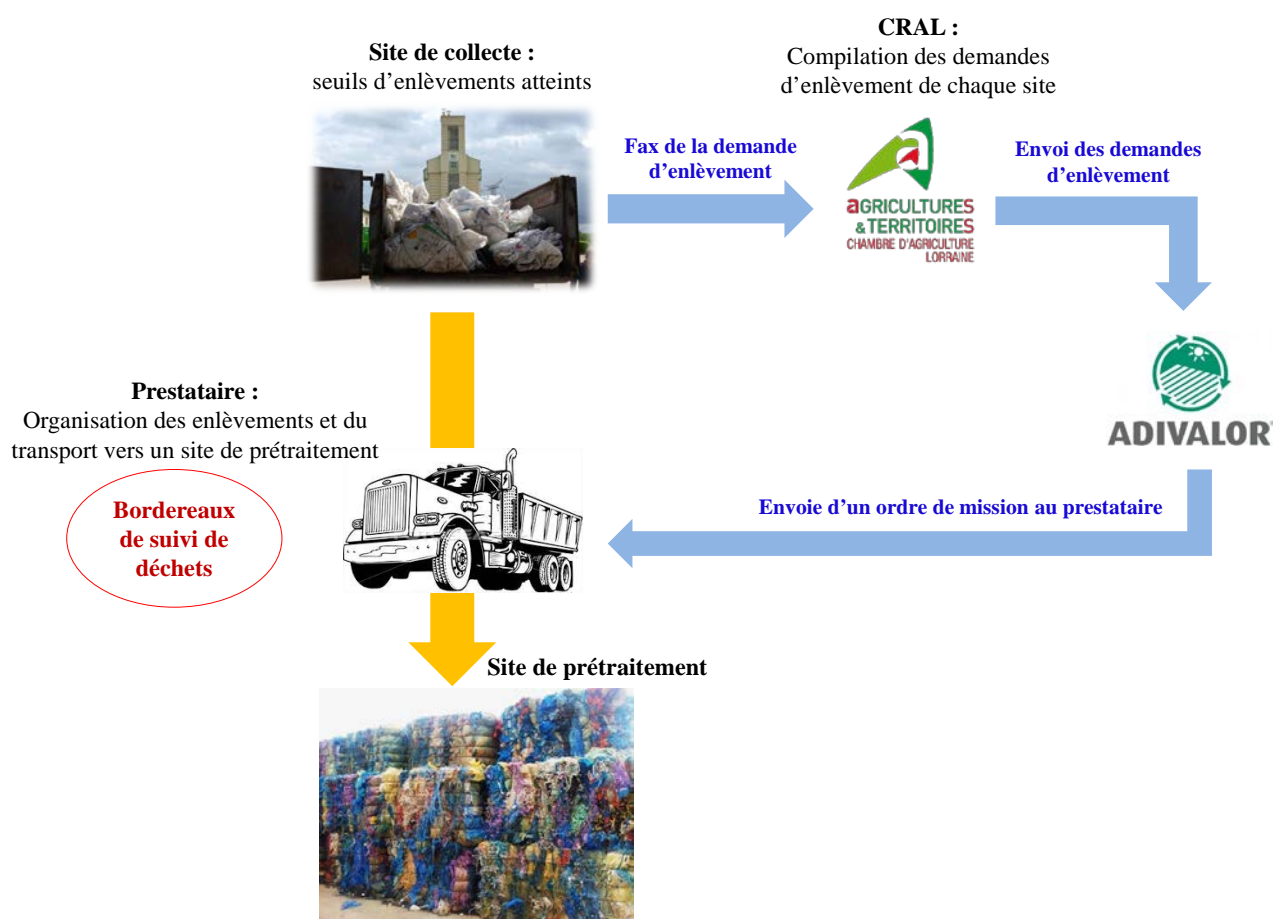 CRAL :
Compilation des demandes
d'enlèvement de chaque site
Site de collecte :
seuils d'enlèvements atteints
Fax de la demande
d'enlèvement
Envoi des demandes
d'enlèvement
aGRICULTURES
& TERRITOIRES
CHAMBRE D'AGRICULTURE
LORRAINE
ADIVALOR
Prestataire :
Organisation des enlèvements et du
transport vers un site de prétraitement
Bordereaux
de suivi de
déchets
Envoie d'un ordre de mission au prestataire
Site de prétraitement